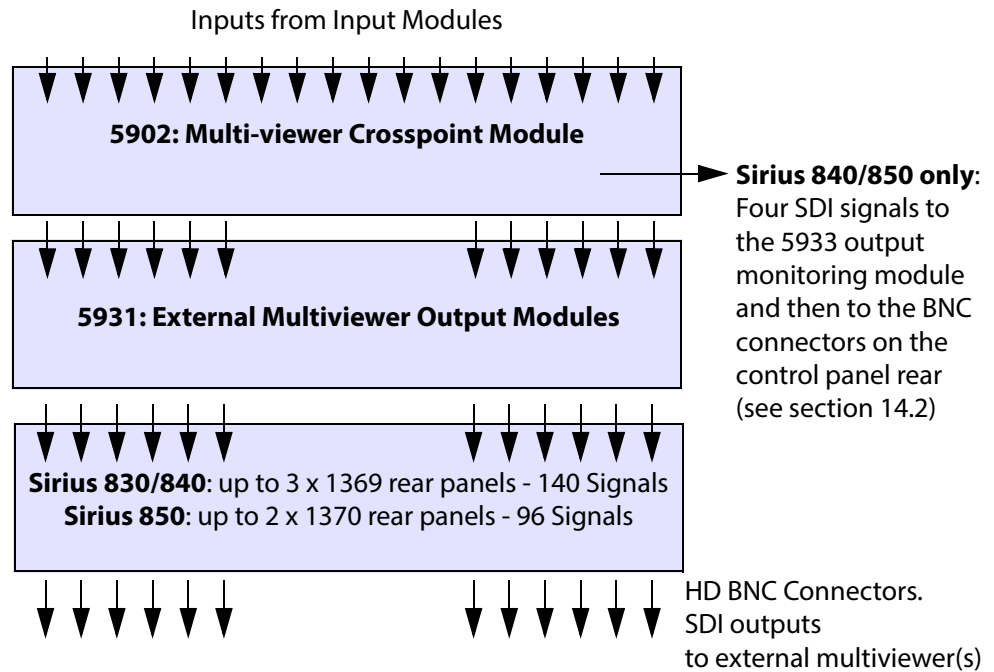 Inputs from Input Modules
5902: Multi-viewer Crosspoint Module
Sirius 840/850 only:
Four SDI signals to
the 5933 output
monitoring module
and then to the BNC
connectors on the
control panel rear
(see section 14.2)
5931: External Multiviewer Output Modules
Sirius 830/840: up to 3 x 1369 rear panels - 140 Signals
Sirius 850: up to 2 x 1370 rear panels - 96 Signals
HD BNC Connectors.
SDI outputs
to external multiviewer(s)